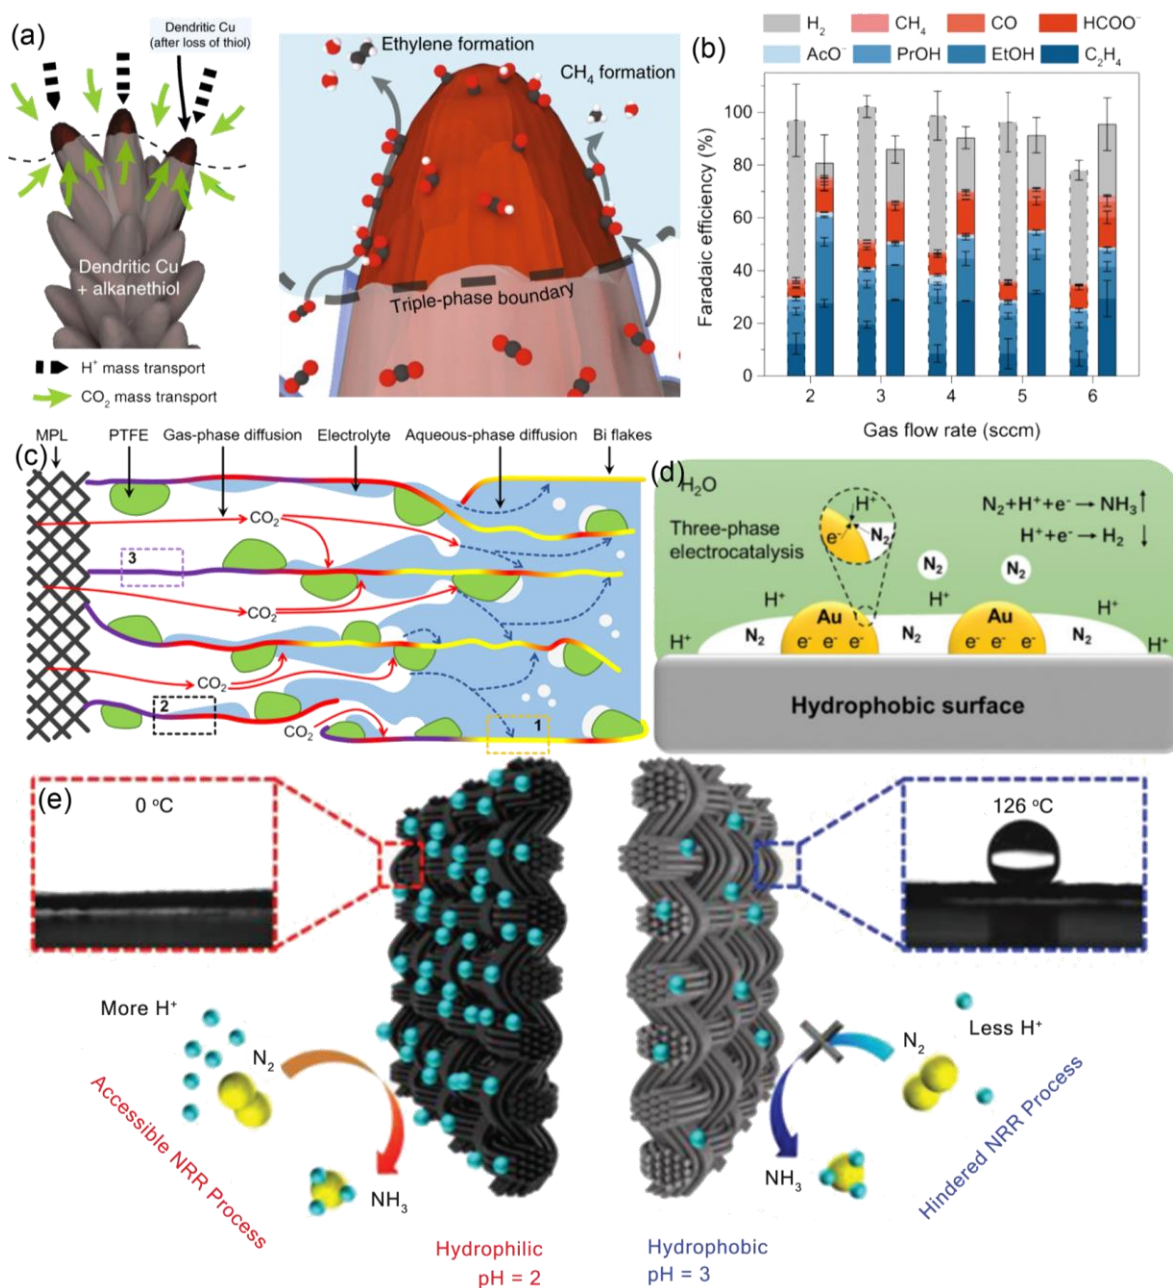 (a)
Dendritic Cu
(after loss of thiol)
Dendritic Cu
+ alkanethiol
H⁺ mass transport
CO₂ mass transport
Ethylene formation
CH₄ formation
Triple-phase boundary
(b)
H₂
CH₄
CO
HCOO⁻
AcO⁻
PrOH
EtOH
C₂H₄
Faradaic efficiency (%)
100
80
60
40
20
0
2
3
4
5
6
Gas flow rate (sccm)
(c)
MPL
PTFE
Gas-phase diffusion
Electrolyte
Aqueous-phase diffusion
Bi flakes
CO₂
3
CO₂
CO₂
2
CO₂
1
(d)
H₂O
Three-phase
electrocatalysis
H⁺
e⁻
N₂
N₂+H⁺+e⁻→NH₃↑
H⁺+e⁻→H₂ ↓
N₂
N₂
H⁺
H⁺
H⁺
Au
Au
H⁺
N₂
e⁻ e⁻ e⁻
N₂
e⁻ e⁻ e⁻
N₂
H⁺
Hydrophobic surface
(e)
0 °C
126 °C
More H⁺
N₂
NH₃
Accessible NRR Process
Hydrophilic
pH = 2
Less H⁺
N₂
NH₃
Hindered NRR Process
Hydrophobic
pH = 3